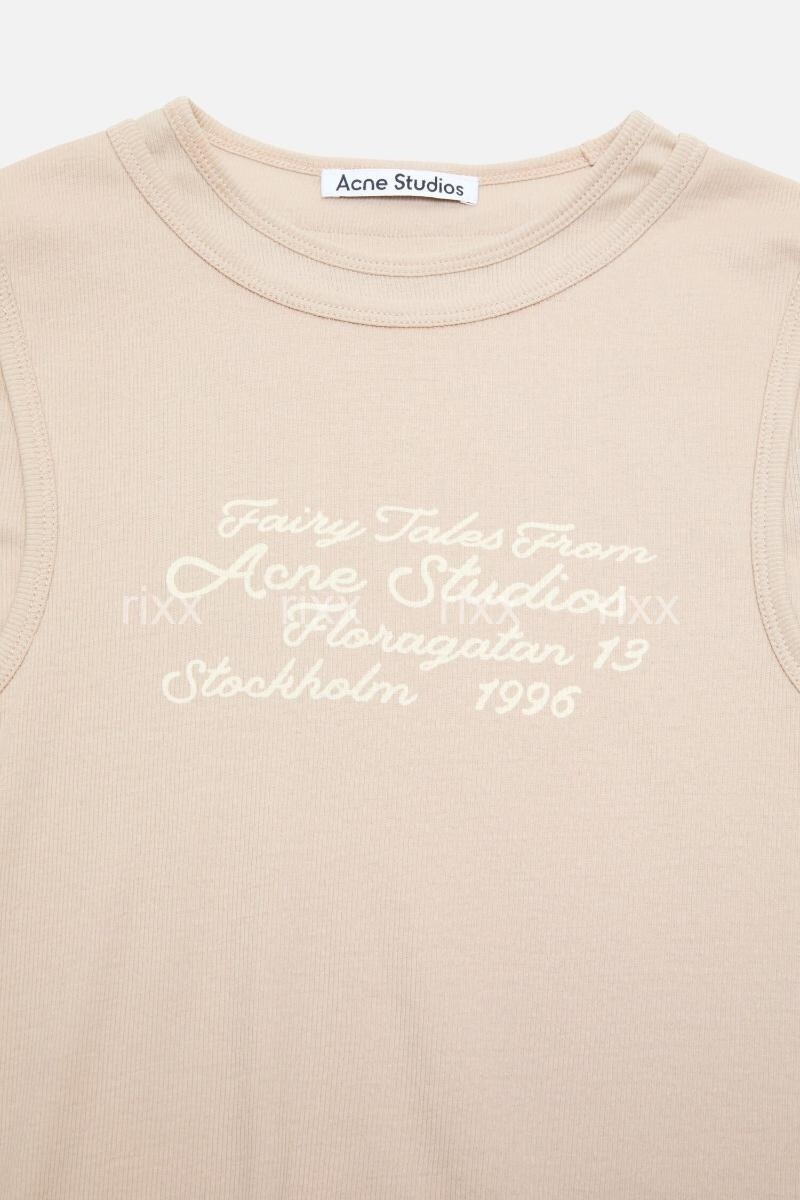 Acne Studios
Fairy Tales From
Acne Studios
rixx rixx rixx rixx
Floragatan 13
Stockholm 1996